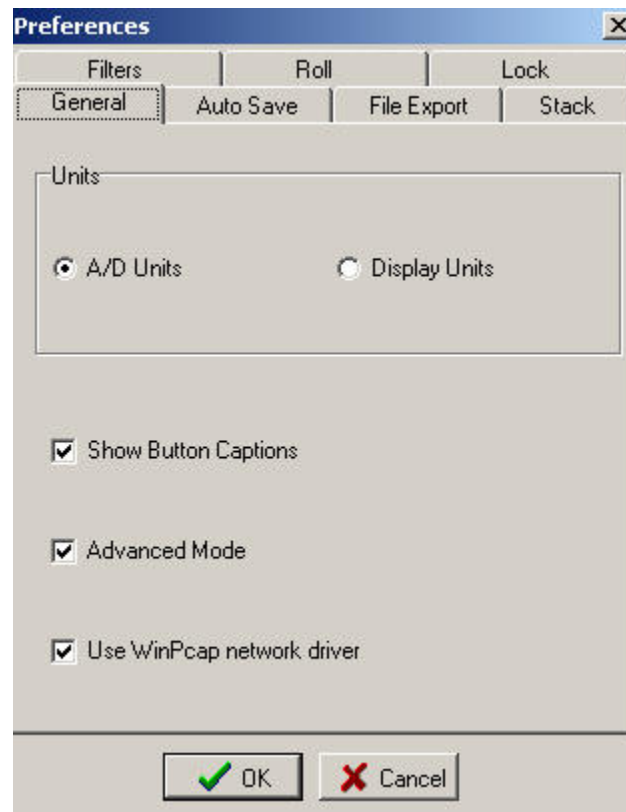 Preferences
Filters Roll Lock
General Auto Save File Export Stack
Units
A/D Units Display Units
Show Button Captions
Advanced Mode
Use WinPcap network driver
OK Cancel